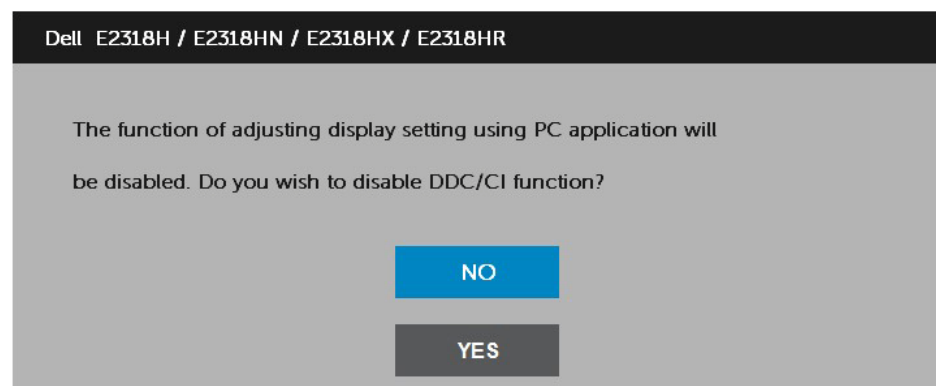 Dell E2318H / E2318HN / E2318HX / E2318HR
The function of adjusting display setting using PC application will
be disabled. Do you wish to disable DDC/CI function?
NO
YES